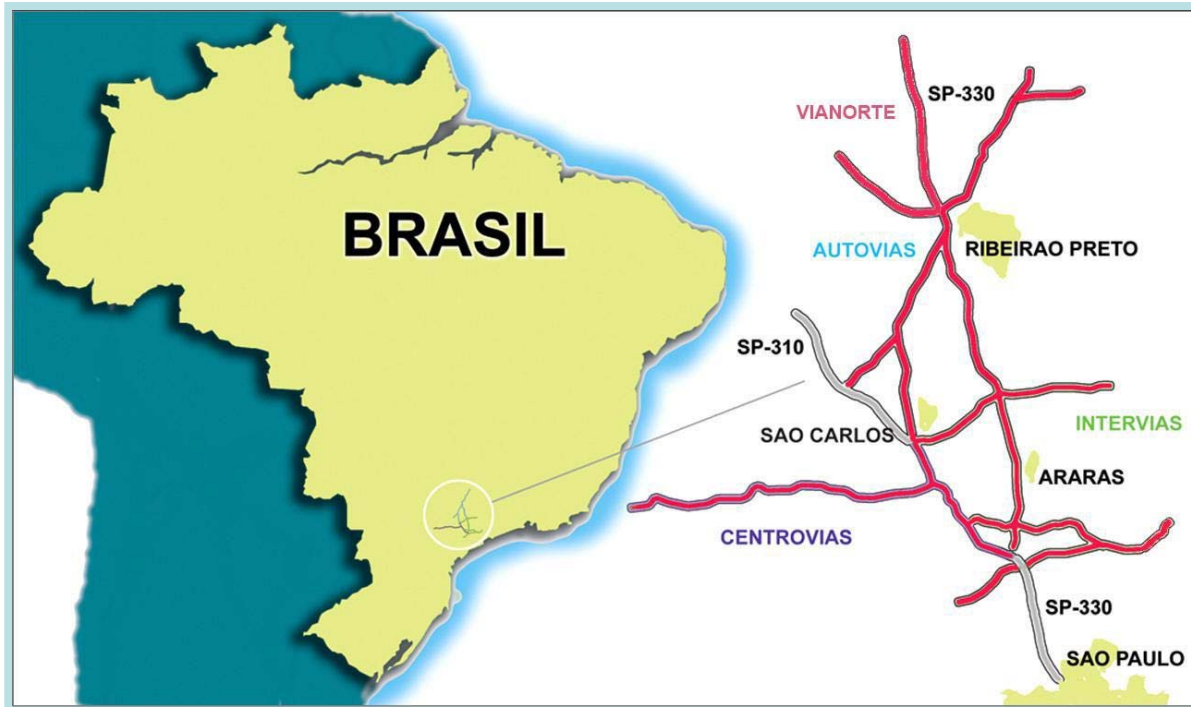 SP-330
VIANORTE
BRASIL
AUTOVIAS
RIBEIRAO PRETO
SP-310
SAO CARLOS
INTERVIAS
ARARAS
CENTROVIAS
SP-330
SAO PAULO